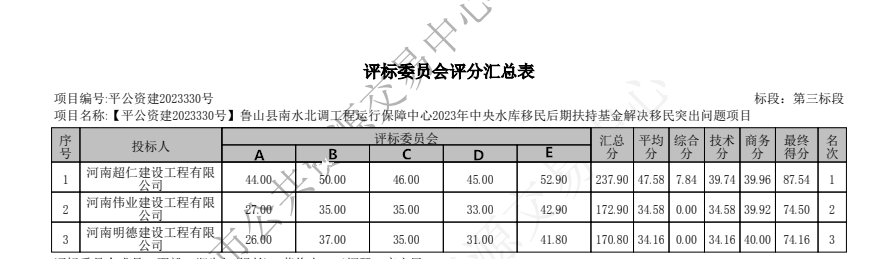 评标委员会评分汇总表
项目编号:平公资建2023330号 标段：第三标段
项目名称:【平公资建2023330号】鲁山县南水北调工程运行保障中心2023年中央水库移民后期扶持基金解决移民突出问题项目
序号 投标人 评标委员会 汇总分 平均分 综合分 技术分 商务分 最终得分 名次
A B C D E
1 河南超仁建设工程有限公司 44.00 50.00 46.00 45.00 52.90 237.90 47.58 7.84 39.74 39.96 87.54 1
2 河南伟业建设工程有限公司 27.00 35.00 35.00 33.00 42.90 172.90 34.58 0.00 34.58 39.92 74.50 2
3 河南明德建设工程有限公司 26.00 37.00 35.00 31.00 41.80 170.80 34.16 0.00 34.16 40.00 74.16 3